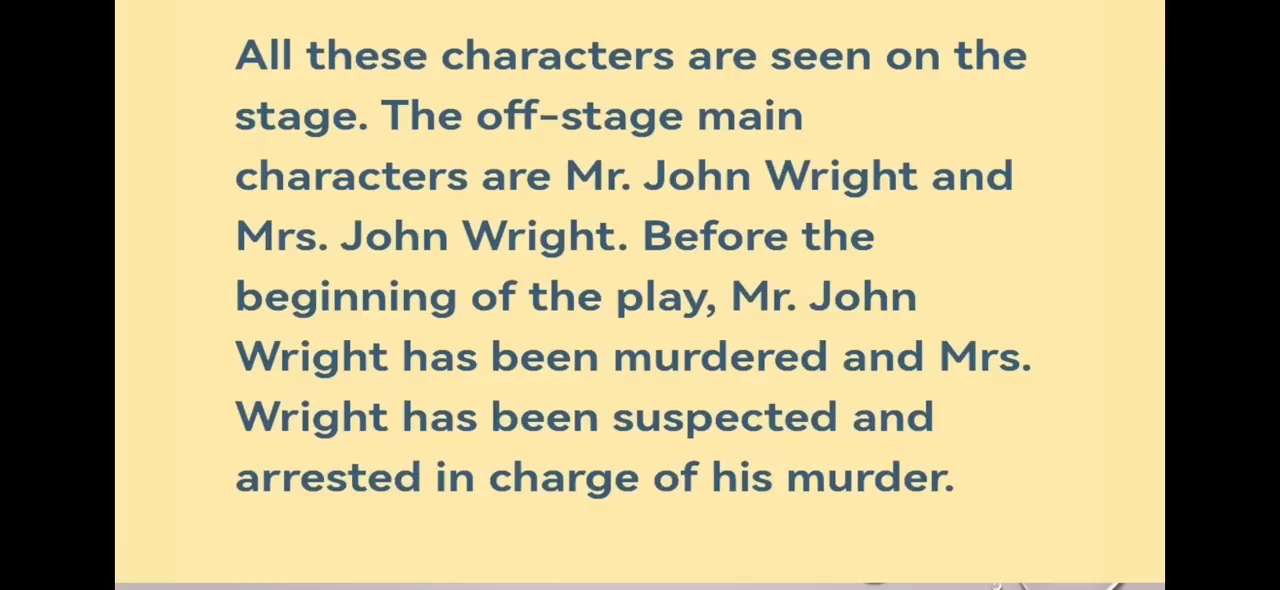 All these characters are seen on the
stage. The off-stage main
characters are Mr. John Wright and
Mrs. John Wright. Before the
beginning of the play, Mr. John
Wright has been murdered and Mrs.
Wright has been suspected and
arrested in charge of his murder.